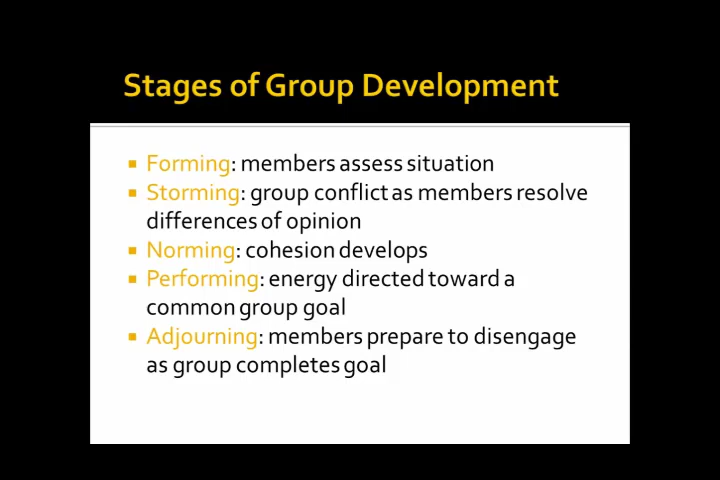 Stages of Group Development
Forming: members assess situation
Storming: group conflict as members resolve
differences of opinion
Norming: cohesion develops
Performing: energy directed toward a
common group goal
Adjourning: members prepare to disengage
as group completes goal